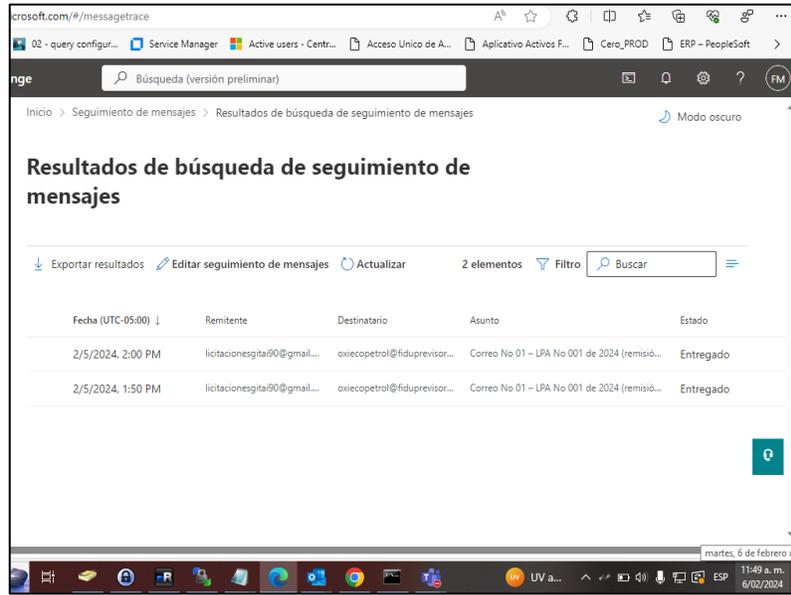 icrosoft.com/#/messagetrace
02 - query configur... Service Manager Active users - Centr... Acceso Unico de A... Aplicativo Activos F... Cero_PROD ERP – PeopleSoft
nge Búsqueda (versión preliminar) ? FM
Inicio > Seguimiento de mensajes > Resultados de búsqueda de seguimiento de mensajes Modo oscuro
Resultados de búsqueda de seguimiento de
mensajes
Exportar resultados Editar seguimiento de mensajes Actualizar 2 elementos Filtro Buscar
Fecha (UTC-05:00) ↓ Remitente Destinatario Asunto Estado
2/5/2024, 2:00 PM licitacionesgitai90@gmail.... oxiecopetrol@fiduprevisor... Correo No 01 – LPA No 001 de 2024 (remisió... Entregado
2/5/2024, 1:50 PM licitacionesgitai90@gmail.... oxiecopetrol@fiduprevisor... Correo No 01 – LPA No 001 de 2024 (remisió... Entregado
martes, 6 de febrero
UV UV a... ESP 11:49 a. m.
6/02/2024